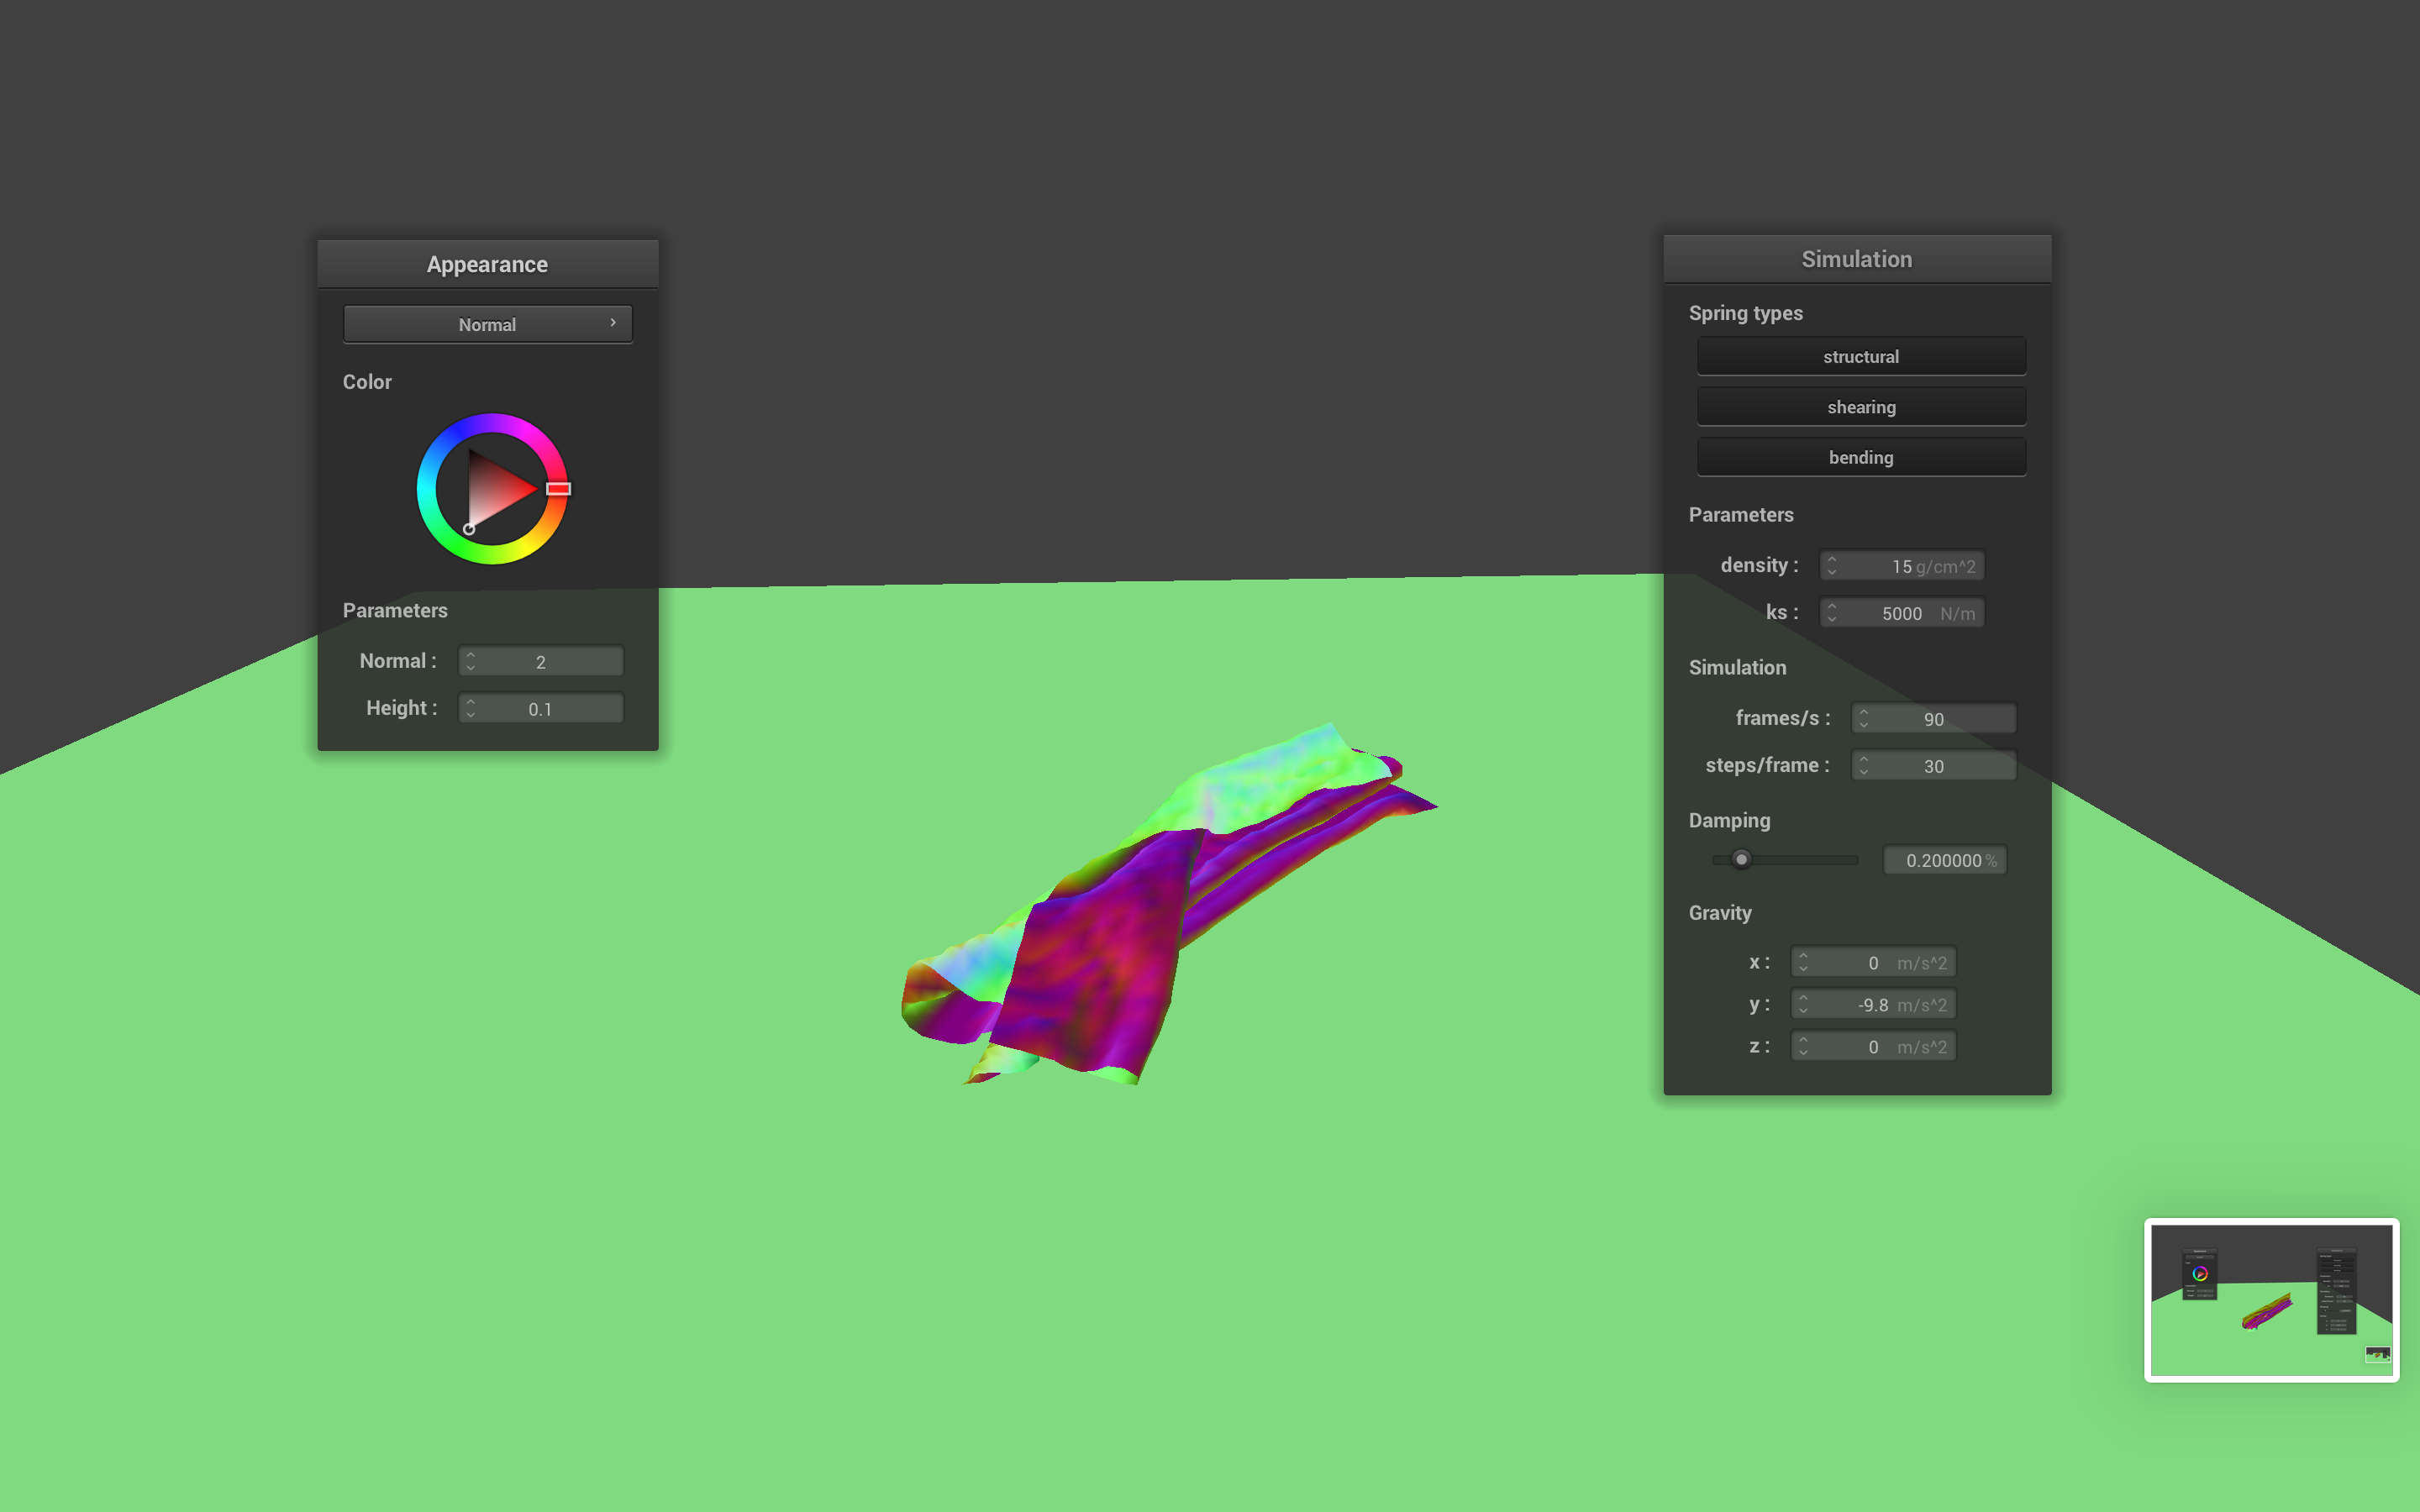 Appearance
Normal
Color
Parameters
Normal :
2
Height :
0.1
Simulation
Spring types
structural
shearing
bending
Parameters
density :
15 g/cm^2
ks :
5000 N/m
Simulation
frames/s :
90
steps/frame :
30
Damping
0.200000 %
Gravity
x :
0 m/s^2
y :
-9.8 m/s^2
z :
0 m/s^2